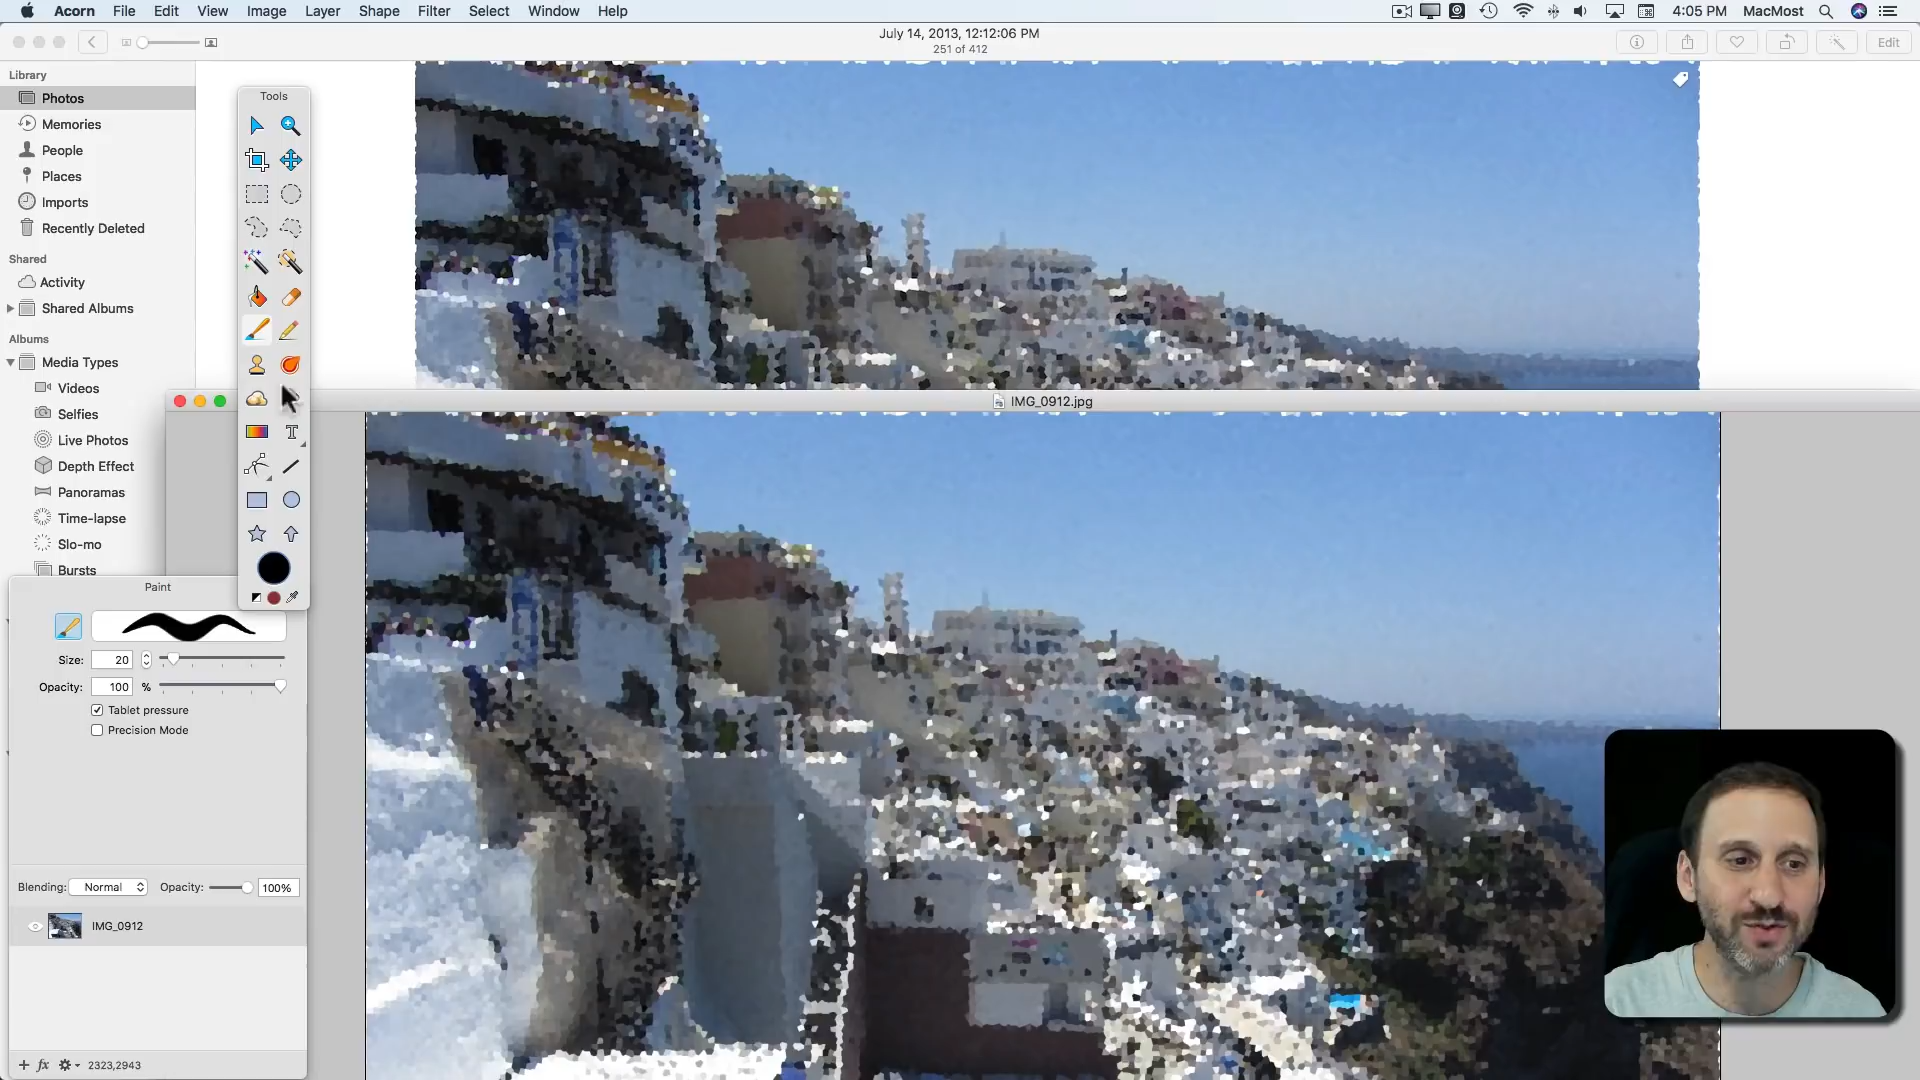 Acorn File Edit View Image Layer Shape Filter Select Window Help 4:05 PM MacMost
July 14, 2013, 12:12:06 PM
251 of 412
Edit
Library
Photos
Memories
People
Places
Imports
Recently Deleted
Shared
Activity
Shared Albums
Albums
Media Types
Videos
Selfies
Live Photos
Depth Effect
Panoramas
Time-lapse
Slo-mo
Bursts
Tools
T
IMG_0912.jpg
Paint
Size: 20
Opacity: 100 %
Tablet pressure
Precision Mode
Blending: Normal Opacity: 100%
IMG_0912
+ fx 2323,2943